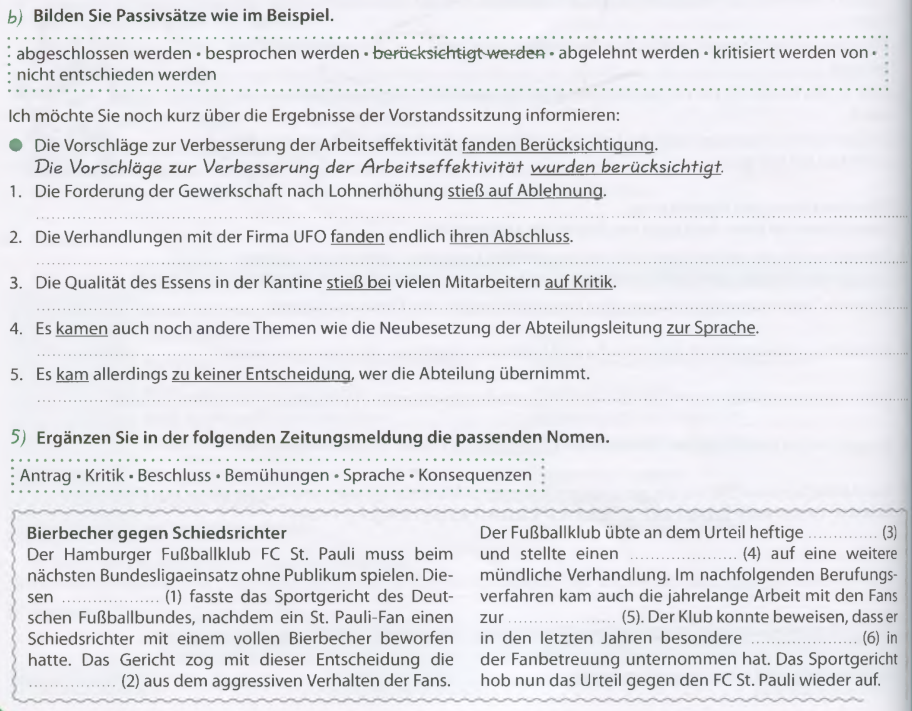 b) Bilden Sie Passivsätze wie im Beispiel.
abgeschlossen werden • besprochen werden • berücksichtigt werden • abgelehnt werden • kritisiert werden von •
nicht entschieden werden
Ich möchte Sie noch kurz über die Ergebnisse der Vorstandssitzung informieren:
● Die Vorschläge zur Verbesserung der Arbeitseffektivität fanden Berücksichtigung.
Die Vorschläge zur Verbesserung der Arbeitseffektivität wurden berücksichtigt.
1. Die Forderung der Gewerkschaft nach Lohnerhöhung stieß auf Ablehnung.
2. Die Verhandlungen mit der Firma UFO fanden endlich ihren Abschluss.
3. Die Qualität des Essens in der Kantine stieß bei vielen Mitarbeitern auf Kritik.
4. Es kamen auch noch andere Themen wie die Neubesetzung der Abteilungsleitung zur Sprache.
5. Es kam allerdings zu keiner Entscheidung, wer die Abteilung übernimmt.
5) Ergänzen Sie in der folgenden Zeitungsmeldung die passenden Nomen.
Antrag • Kritik • Beschluss • Bemühungen • Sprache • Konsequenzen
Bierbecher gegen Schiedsrichter
Der Hamburger Fußballklub FC St. Pauli muss beim
nächsten Bundesligaeinsatz ohne Publikum spielen. Die-
sen ................ (1) fasste das Sportgericht des Deut-
schen Fußballbundes, nachdem ein St. Pauli-Fan einen
Schiedsrichter mit einem vollen Bierbecher beworfen
hatte. Das Gericht zog mit dieser Entscheidung die
................ (2) aus dem aggressiven Verhalten der Fans.
Der Fußballklub übte an dem Urteil heftige ............. (3)
und stellte einen .................... (4) auf eine weitere
mündliche Verhandlung. Im nachfolgenden Berufungs-
verfahren kam auch die jahrelange Arbeit mit den Fans
zur .................... (5). Der Klub konnte beweisen, dass er
in den letzten Jahren besondere .................... (6) in
der Fanbetreuung unternommen hat. Das Sportgericht
hob nun das Urteil gegen den FC St. Pauli wieder auf.